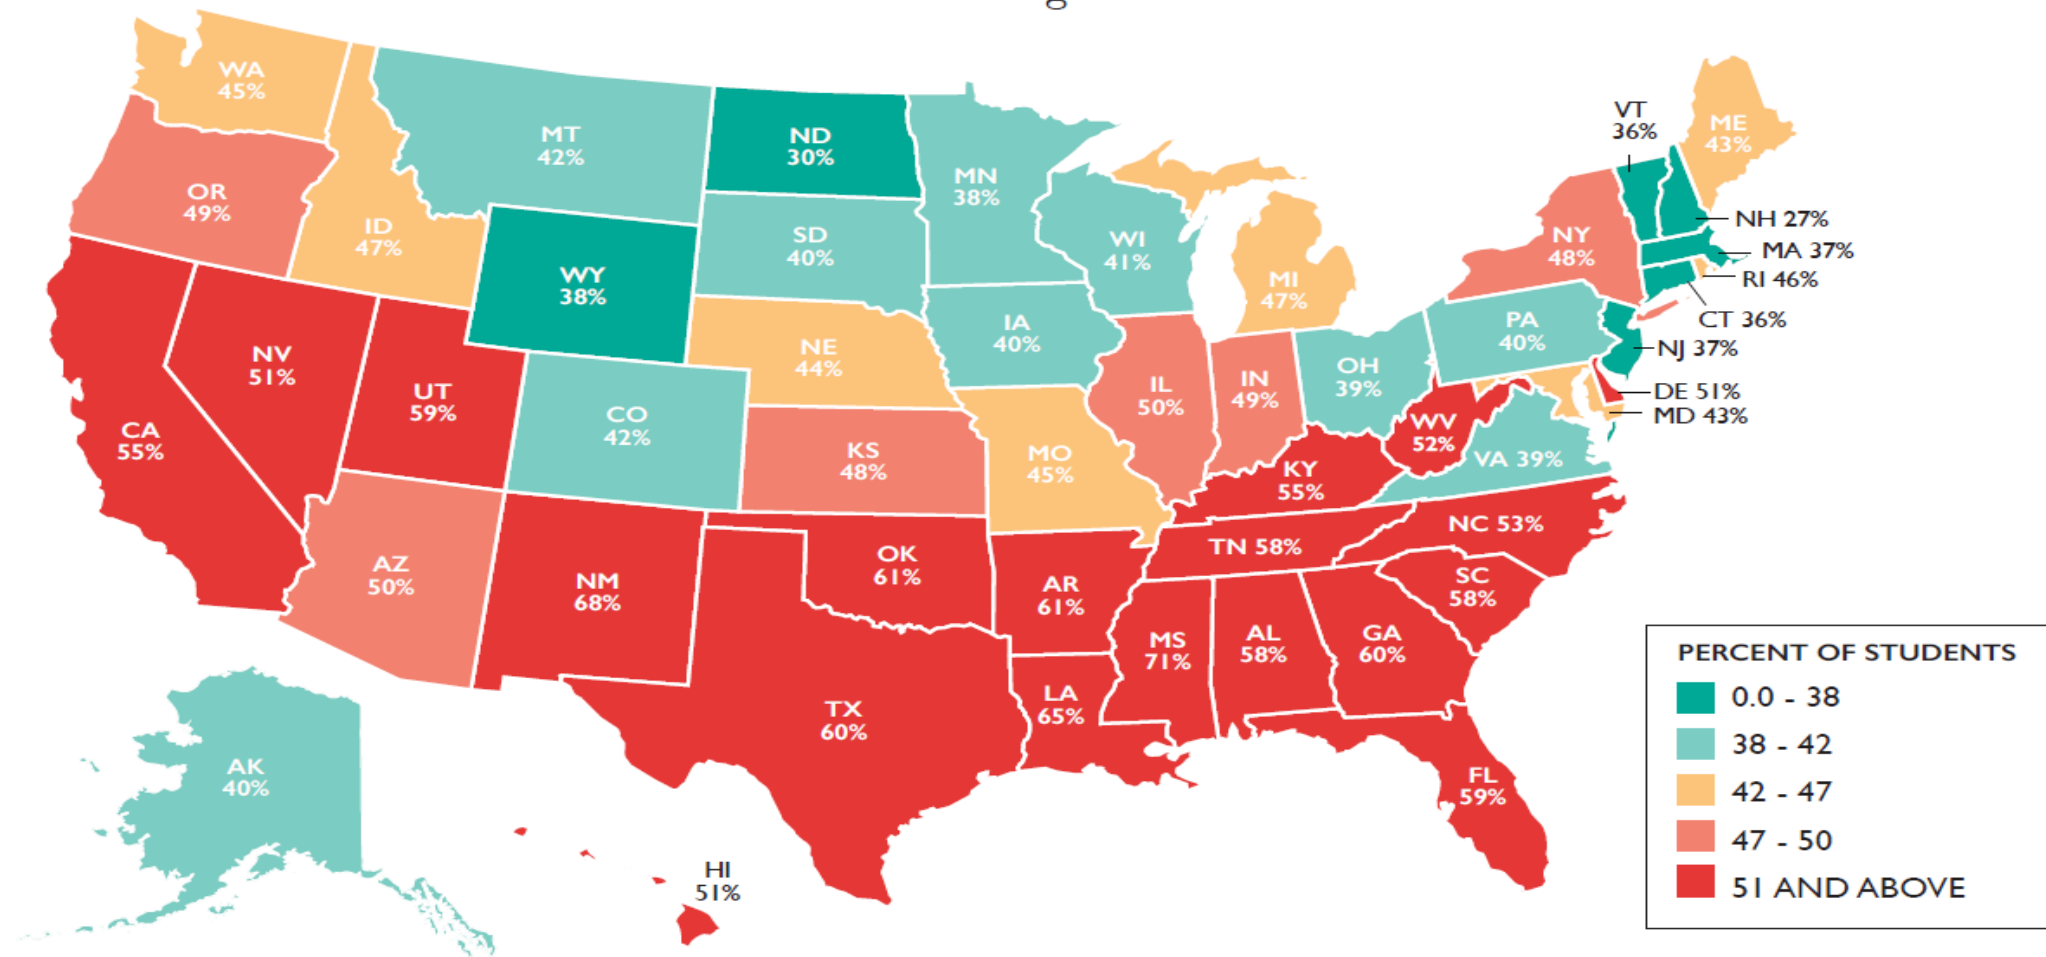 g
WA
45%
OR
49%
ID
47%
MT
42%
ND
30%
MN
38%
SD
40%
WY
38%
WI
41%
MI
47%
VT
36%
ME
43%
NY
48%
NH 27%
MA 37%
RI 46%
CT 36%
NJ 37%
DE 51%
MD 43%
PA
40%
OH
39%
IN
49%
IL
50%
IA
40%
NE
44%
NV
51%
UT
59%
CA
55%
CO
42%
KS
48%
MO
45%
KY
55%
WV
52%
VA 39%
NC 53%
TN 58%
SC
58%
AZ
50%
NM
68%
OK
61%
AR
61%
MS
71%
AL
58%
GA
60%
LA
65%
TX
60%
FL
59%
AK
40%
HI
51%
PERCENT OF STUDENTS
0.0 - 38
38 - 42
42 - 47
47 - 50
51 AND ABOVE